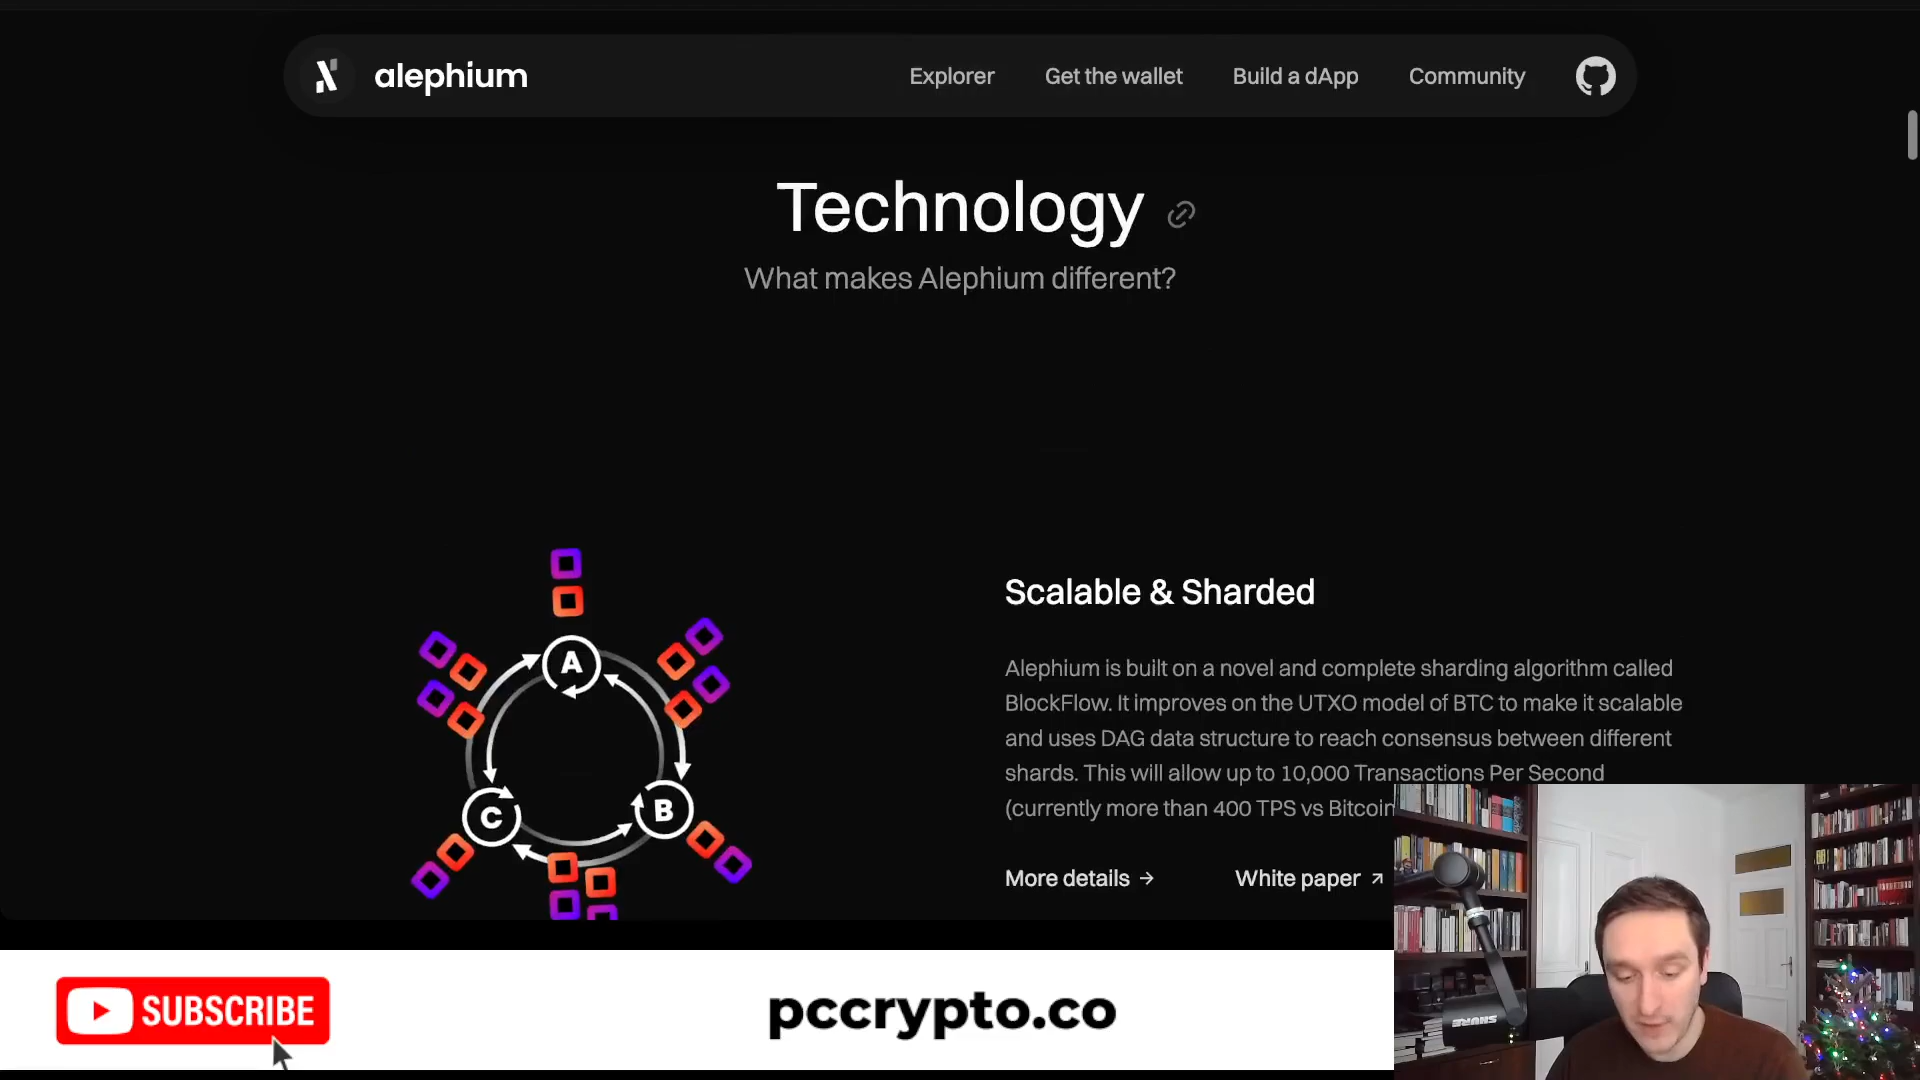 alephium
Explorer
Get the wallet
Build a dApp
Community
Technology
What makes Alephium different?
A
B
C
Scalable & Sharded
Alephium is built on a novel and complete sharding algorithm called
BlockFlow. It improves on the UTXO model of BTC to make it scalable
and uses DAG data structure to reach consensus between different
shards. This will allow up to 10,000 Transactions Per Second
(currently more than 400 TPS vs Bitcoin
More details →
White paper ↗
SUBSCRIBE
pccrypto.co
SHURE